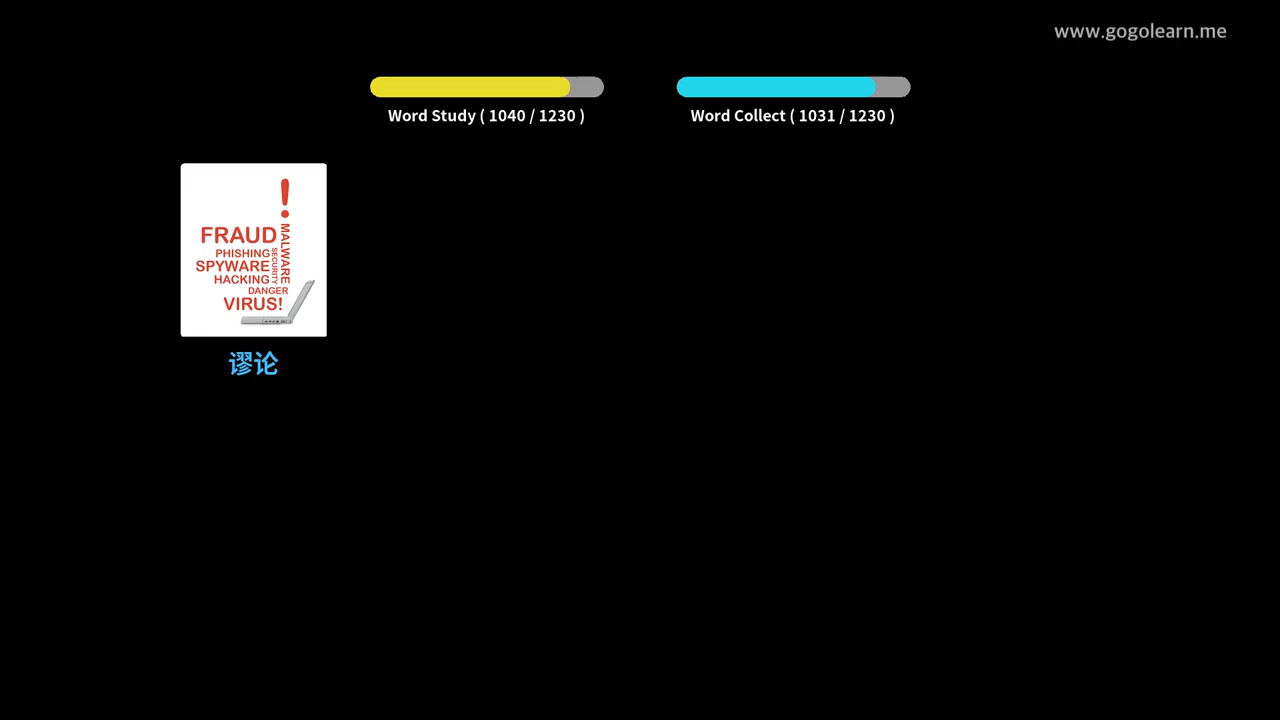 www.gogolearn.me
Word Study ( 1040 / 1230 )
Word Collect ( 1031 / 1230 )
!
FRAUD
PHISHING
SPYWARE
HACKING
DANGER
VIRUS!
MALWARE
SECURITY
谬论